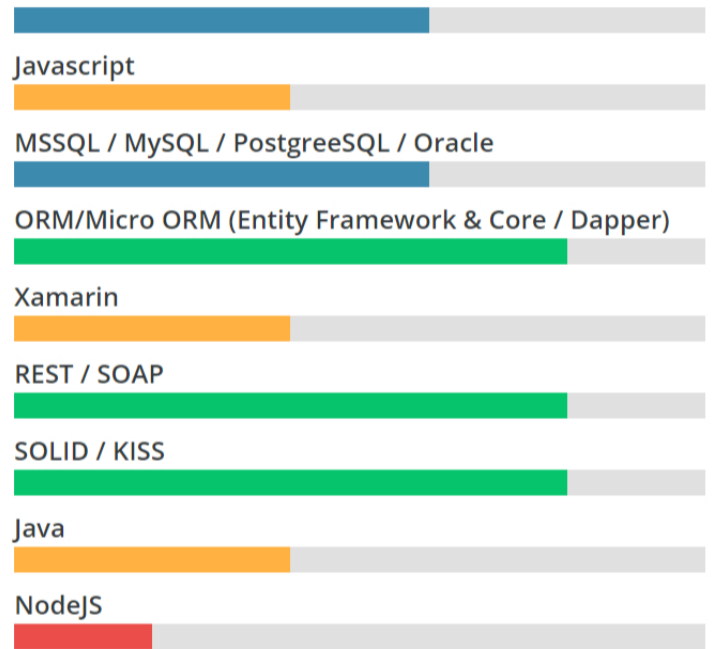 Javascript
MSSQL / MySQL / PostgreeSQL / Oracle
ORM/Micro ORM (Entity Framework & Core / Dapper)
Xamarin
REST / SOAP
SOLID / KISS
Java
NodeJS